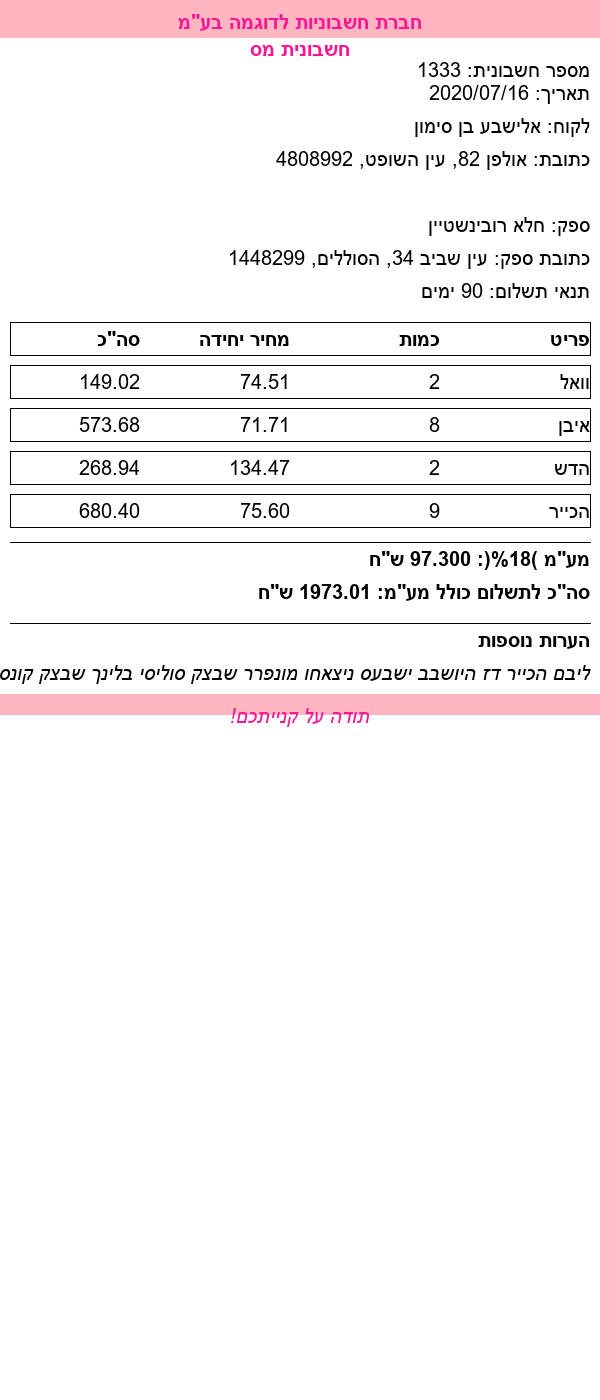 חברת חשבוניות לדוגמה בע"מ
חשבונית מס
מספר חשבונית: 1333
תאריך: 2020/07/16
לקוח: אלישבע בן סימון
כתובת: אולפן 82, עין השופט, 4808992
ספק: חלא רובינשטיין
כתובת ספק: עין שביב 34, הסוללים, 1448299
תנאי תשלום: 90 ימים
פריט כמות מחיר יחידה סה"כ
וואל 2 74.51 149.02
איבן 8 71.71 573.68
הדש 2 134.47 268.94
הכייר 9 75.60 680.40
מע"מ )18%(: 97.300 ש"ח
סה"כ לתשלום כולל מע"מ: 1973.01 ש"ח
הערות נוספות
ליבם הכייר דז היושבב ישבעס ניצאחו מונפרר שבצק סוליסי בלינך שבצק קונס
תודה על קנייתכם!